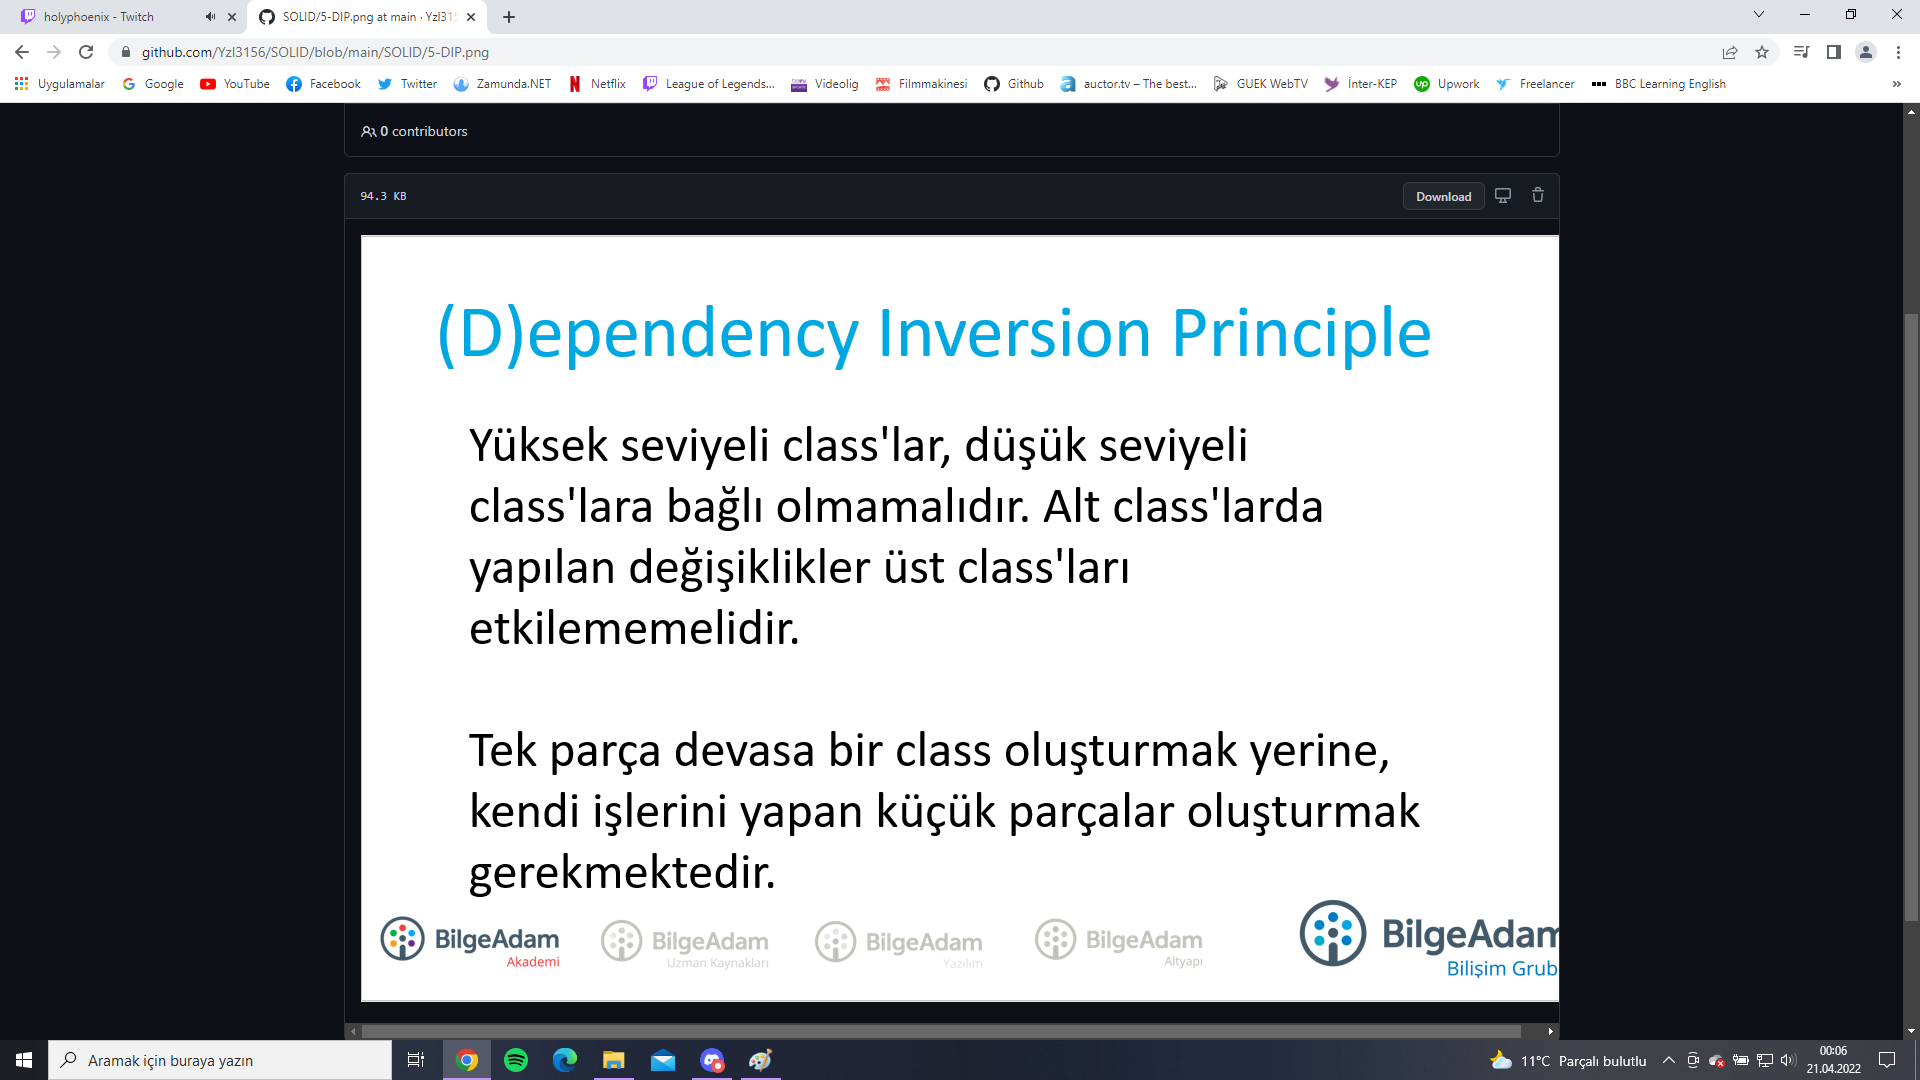 holyphoenix - Twitch
SOLID/5-DIP.png at main · Yzl315
github.com/Yzl3156/SOLID/blob/main/SOLID/5-DIP.png
Uygulamalar Google YouTube Facebook Twitter Zamunda.NET Netflix League of Legends... Videolig Filmmakinesi Github auctor.tv – The best... GUEK WebTV İnter-KEP Upwork Freelancer BBC Learning English »
0 contributors
94.3 KB
Download
(D)ependency Inversion Principle
Yüksek seviyeli class'lar, düşük seviyeli
class'lara bağlı olmamalıdır. Alt class'larda
yapılan değişiklikler üst class'ları
etkilememelidir.
Tek parça devasa bir class oluşturmak yerine,
kendi işlerini yapan küçük parçalar oluşturmak
gerekmektedir.
BilgeAdam
Akademi
BilgeAdam
Uzman Kaynakları
BilgeAdam
Yazılım
BilgeAdam
Altyapı
BilgeAdam
Bilişim Grub
Aramak için buraya yazın
11°C Parçalı bulutlu
00:06
21.04.2022